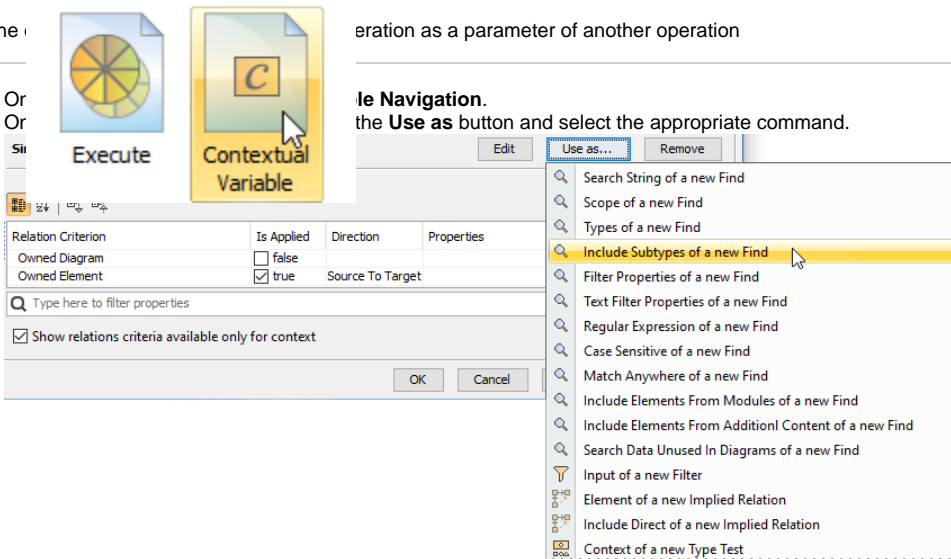 eration as a parameter of another operation
le Navigation.
the Use as button and select the appropriate command.
Execute
Contextual
Variable
Edit
Use as...
Remove
Relation Criterion Is Applied Direction Properties
Owned Diagram false
Owned Element true Source To Target
Type here to filter properties
Show relations criteria available only for context
OK
Cancel
Search String of a new Find
Scope of a new Find
Types of a new Find
Include Subtypes of a new Find
Filter Properties of a new Find
Text Filter Properties of a new Find
Regular Expression of a new Find
Case Sensitive of a new Find
Match Anywhere of a new Find
Include Elements From Modules of a new Find
Include Elements From Additionl Content of a new Find
Search Data Unused In Diagrams of a new Find
Input of a new Filter
Element of a new Implied Relation
Include Direct of a new Implied Relation
Context of a new Type Test